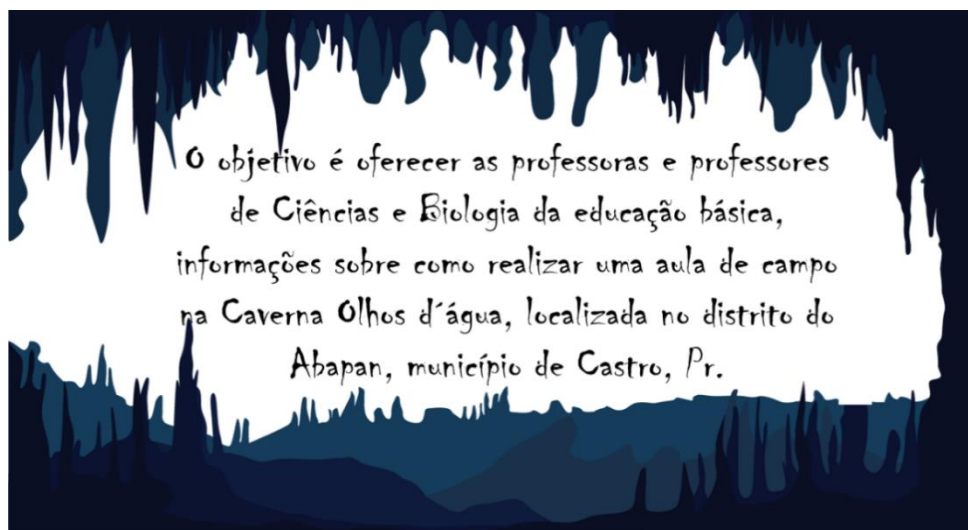 O objetivo é oferecer as professoras e professores
de Ciências e Biologia da educação básica,
informações sobre como realizar uma aula de campo
na Caverna Olhos d´água, localizada no distrito do
Abapan, município de Castro, Pr.